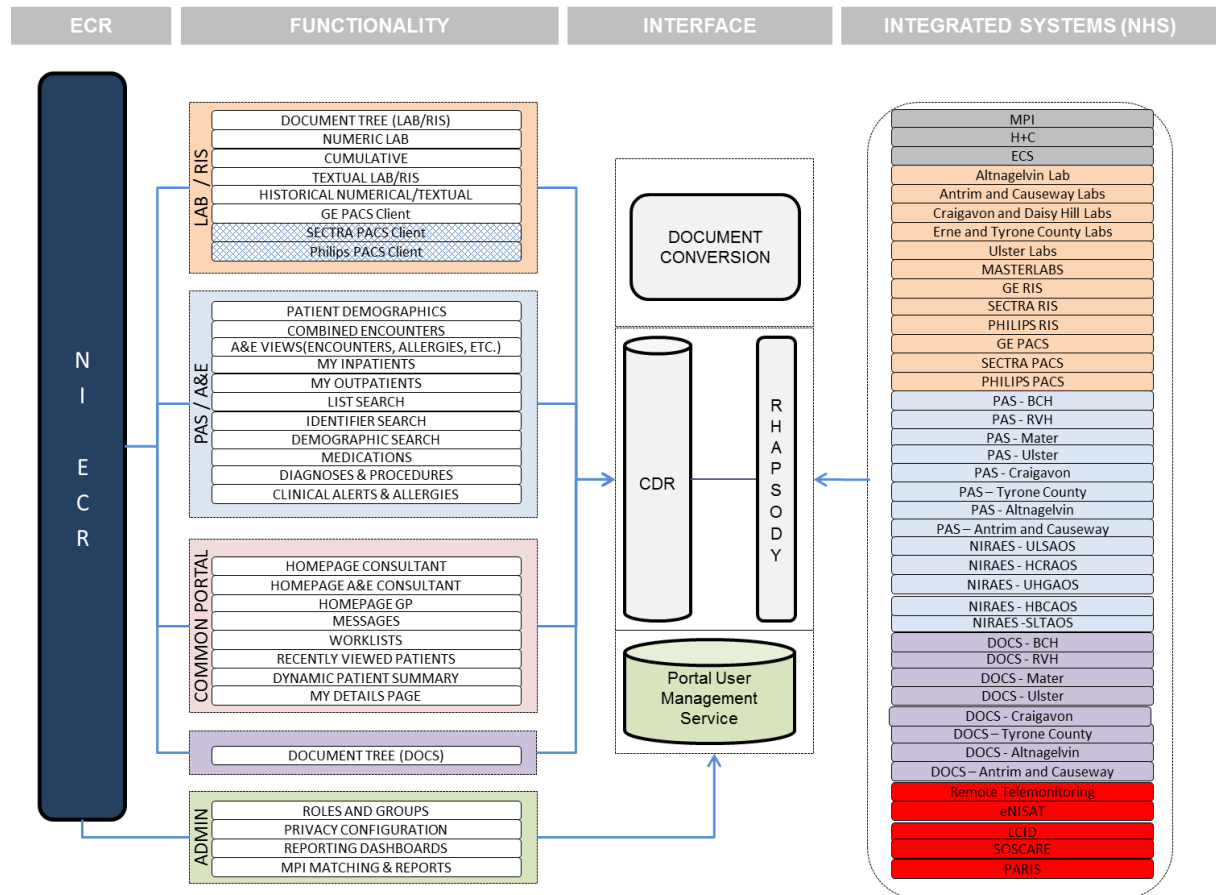 ECR
FUNCTIONALITY
INTERFACE
INTEGRATED SYSTEMS (NHS)
NI ECR
LAB / RIS
DOCUMENT TREE (LAB/RIS)
NUMERIC LAB
CUMULATIVE
TEXTUAL LAB/RIS
HISTORICAL NUMERICAL/TEXTUAL
GE PACS Client
SECTRA PACS Client
Philips PACS Client
PAS / A&E
PATIENT DEMOGRAPHICS
COMBINED ENCOUNTERS
A&E VIEWS(ENCOUNTERS, ALLERGIES, ETC.)
MY INPATIENTS
MY OUTPATIENTS
LIST SEARCH
IDENTIFIER SEARCH
DEMOGRAPHIC SEARCH
MEDICATIONS
DIAGNOSES & PROCEDURES
CLINICAL ALERTS & ALLERGIES
COMMON PORTAL
HOMEPAGE CONSULTANT
HOMEPAGE A&E CONSULTANT
HOMEPAGE GP
MESSAGES
WORKLISTS
RECENTLY VIEWED PATIENTS
DYNAMIC PATIENT SUMMARY
MY DETAILS PAGE
DOCUMENT TREE (DOCS)
ADMIN
ROLES AND GROUPS
PRIVACY CONFIGURATION
REPORTING DASHBOARDS
MPI MATCHING & REPORTS
DOCUMENT
CONVERSION
CDR
RHAPSODY
Portal User
Management
Service
MPI
H+C
ECS
Altnagelvin Lab
Antrim and Causeway Labs
Craigavon and Daisy Hill Labs
Erne and Tyrone County Labs
Ulster Labs
MASTERLABS
GE RIS
SECTRA RIS
PHILIPS RIS
GE PACS
SECTRA PACS
PHILIPS PACS
PAS - BCH
PAS - RVH
PAS - Mater
PAS - Ulster
PAS - Craigavon
PAS – Tyrone County
PAS - Altnagelvin
PAS – Antrim and Causeway
NIRAES - ULSAOS
NIRAES - HCRAOS
NIRAES - UHGAOS
NIRAES - HBCAOS
NIRAES -SLTAOS
DOCS - BCH
DOCS - RVH
DOCS - Mater
DOCS - Ulster
DOCS - Craigavon
DOCS – Tyrone County
DOCS - Altnagelvin
DOCS – Antrim and Causeway
Remote Telemonitoring
eNISAT
LCID
SOSCARE
PARIS